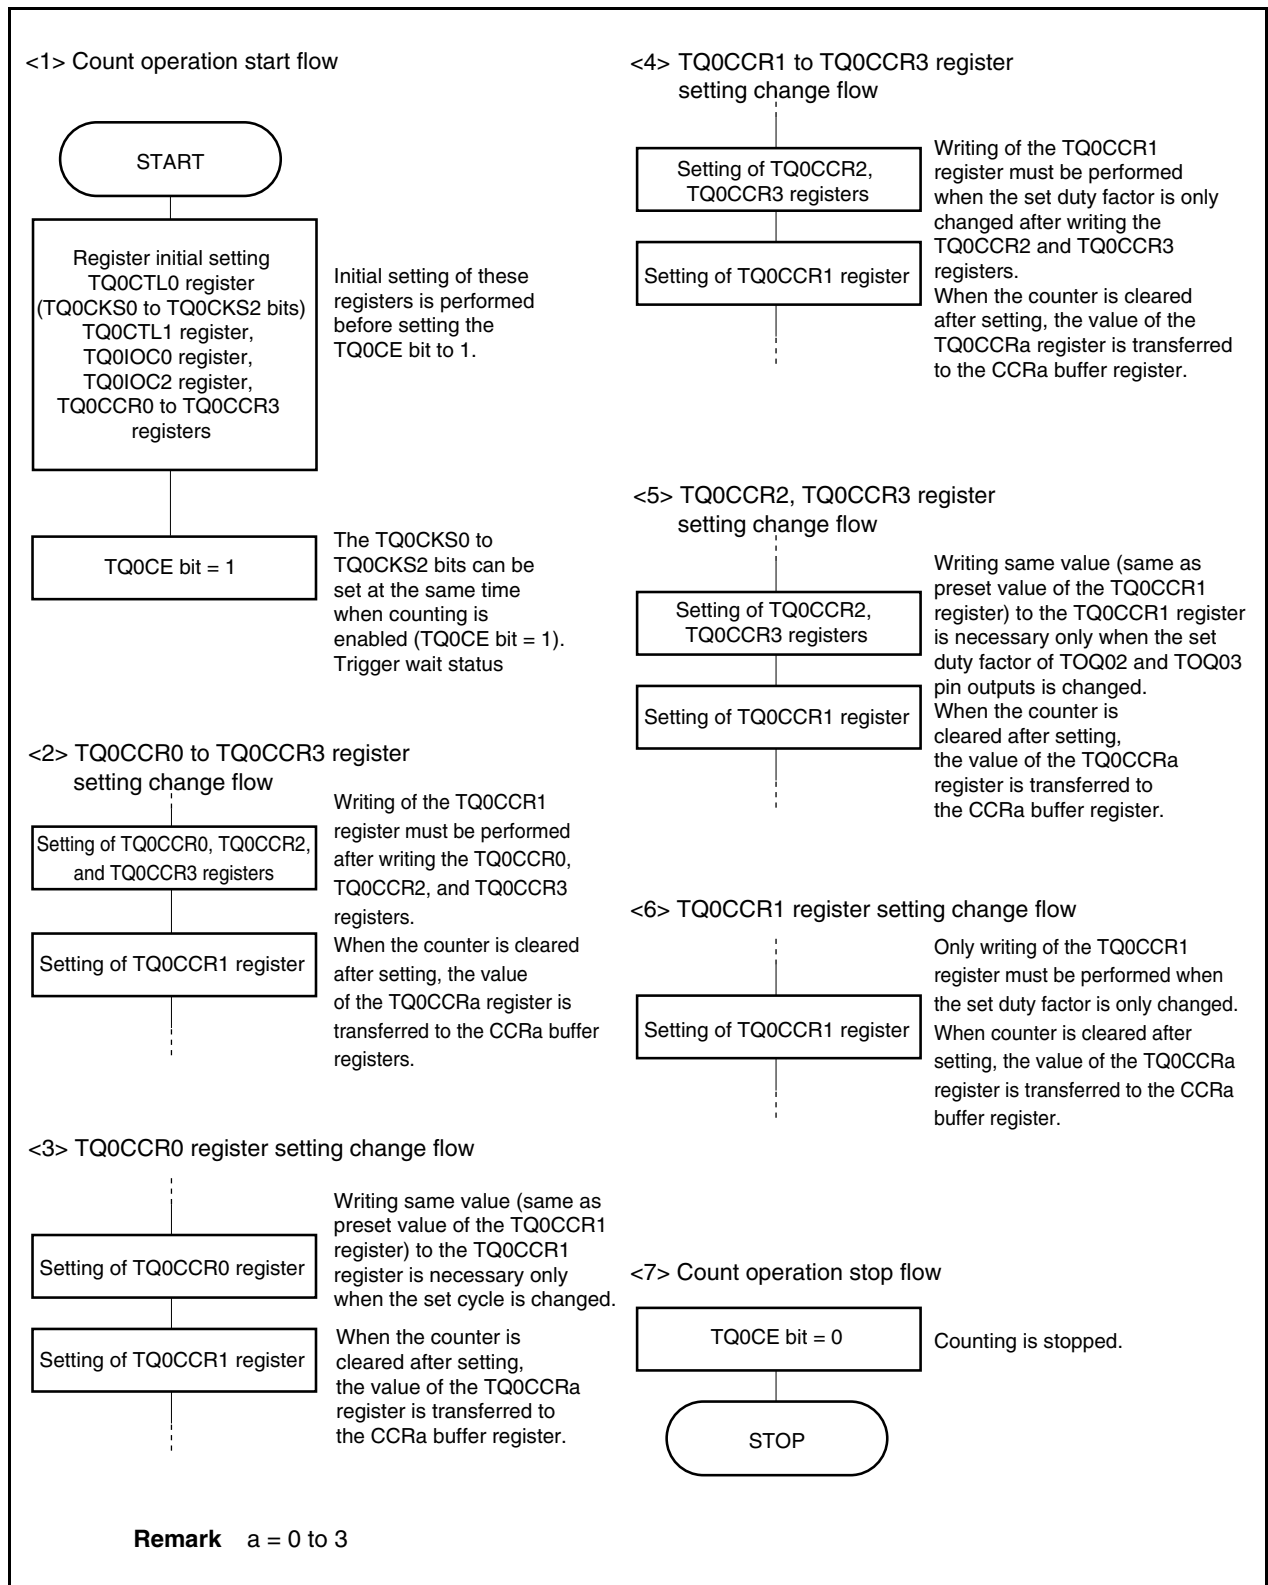 <1> Count operation start flow
START
Register initial setting
TQ0CTL0 register
(TQ0CKS0 to TQ0CKS2 bits)
TQ0CTL1 register,
TQ0IOC0 register,
TQ0IOC2 register,
TQ0CCR0 to TQ0CCR3
registers
Initial setting of these
registers is performed
before setting the
TQ0CE bit to 1.
TQ0CE bit = 1
The TQ0CKS0 to
TQ0CKS2 bits can be
set at the same time
when counting is
enabled (TQ0CE bit = 1).
Trigger wait status
<2> TQ0CCR0 to TQ0CCR3 register
setting change flow
Setting of TQ0CCR0, TQ0CCR2,
and TQ0CCR3 registers
Setting of TQ0CCR1 register
Writing of the TQ0CCR1
register must be performed
after writing the TQ0CCR0,
TQ0CCR2, and TQ0CCR3
registers.
When the counter is cleared
after setting, the value
of the TQ0CCRa register is
transferred to the CCRa buffer
registers.
<3> TQ0CCR0 register setting change flow
Setting of TQ0CCR0 register
Setting of TQ0CCR1 register
Writing same value (same as
preset value of the TQ0CCR1
register) to the TQ0CCR1
register is necessary only
when the set cycle is changed.
When the counter is
cleared after setting,
the value of the TQ0CCRa
register is transferred to
the CCRa buffer register.
<4> TQ0CCR1 to TQ0CCR3 register
setting change flow
Setting of TQ0CCR2,
TQ0CCR3 registers
Setting of TQ0CCR1 register
Writing of the TQ0CCR1
register must be performed
when the set duty factor is only
changed after writing the
TQ0CCR2 and TQ0CCR3
registers.
When the counter is cleared
after setting, the value of the
TQ0CCRa register is transferred
to the CCRa buffer register.
<5> TQ0CCR2, TQ0CCR3 register
setting change flow
Setting of TQ0CCR2,
TQ0CCR3 registers
Setting of TQ0CCR1 register
Writing same value (same as
preset value of the TQ0CCR1
register) to the TQ0CCR1 register
is necessary only when the set
duty factor of TOQ02 and TOQ03
pin outputs is changed.
When the counter is
cleared after setting,
the value of the TQ0CCRa
register is transferred to
the CCRa buffer register.
<6> TQ0CCR1 register setting change flow
Setting of TQ0CCR1 register
Only writing of the TQ0CCR1
register must be performed when
the set duty factor is only changed.
When counter is cleared after
setting, the value of the TQ0CCRa
register is transferred to the CCRa
buffer register.
<7> Count operation stop flow
TQ0CE bit = 0
Counting is stopped.
STOP
Remark a = 0 to 3